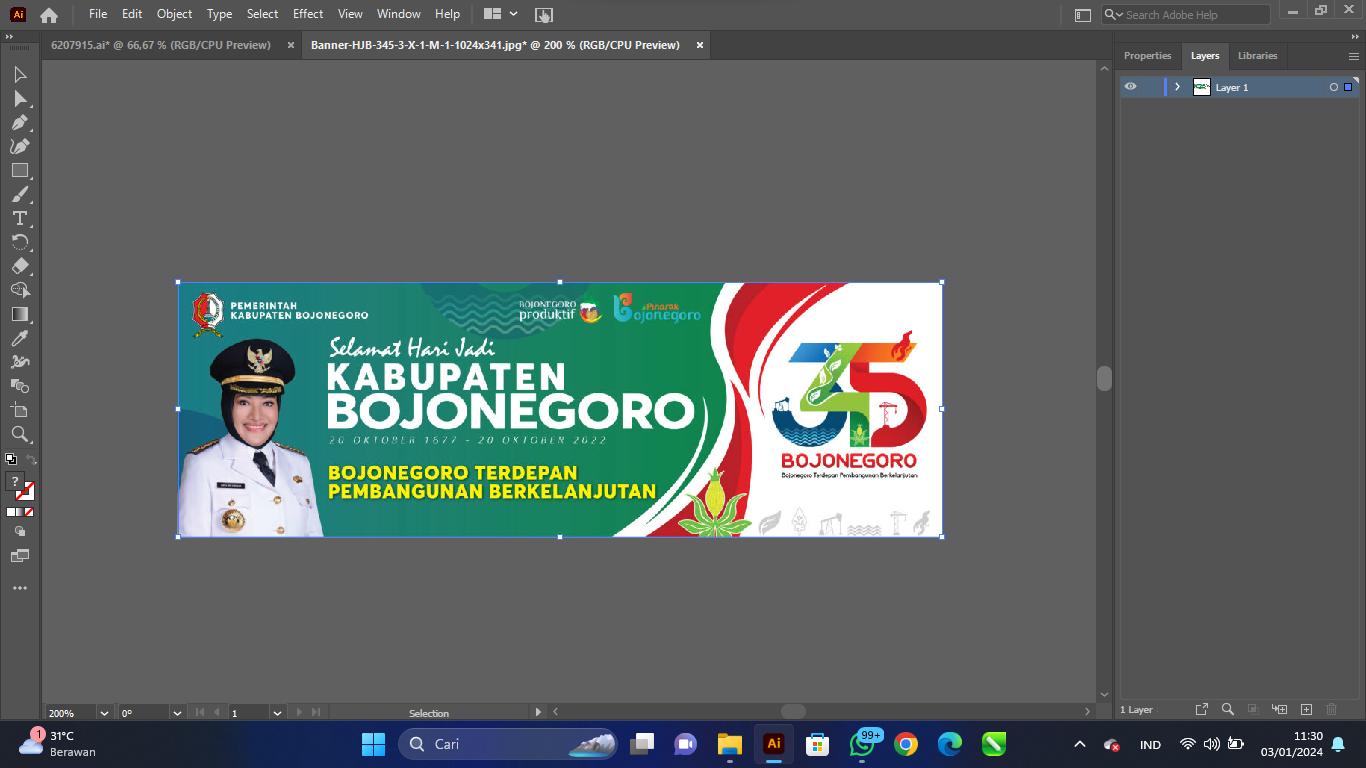 Ai
File Edit Object Type Select Effect View Window Help
Search Adobe Help
6207915.ai* @ 66,67 % (RGB/CPU Preview) ×
Banner-HJB-345-3-X-1-M-1-1024x341.jpg* @ 200 % (RGB/CPU Preview) ×
Properties Layers Libraries
Layer 1
PEMERINTAH
KABUPATEN BOJONEGORO
BOJONEGORO
produktif
#Pinarak
Bojonegoro
Selamat Hari Jadi
KABUPATEN
BOJONEGORO
20 OKTOBER 1677 - 20 OKTOBER 2022
BOJONEGORO TERDEPAN
PEMBANGUNAN BERKELANJUTAN
345
BOJONEGORO
Bojonegoro Terdepan Pembangunan Berkelanjutan
?
200% 0° 1 Selection
1 Layer
1
31°C
Berawan
Cari
Ai
99+
IND
11:30
03/01/2024